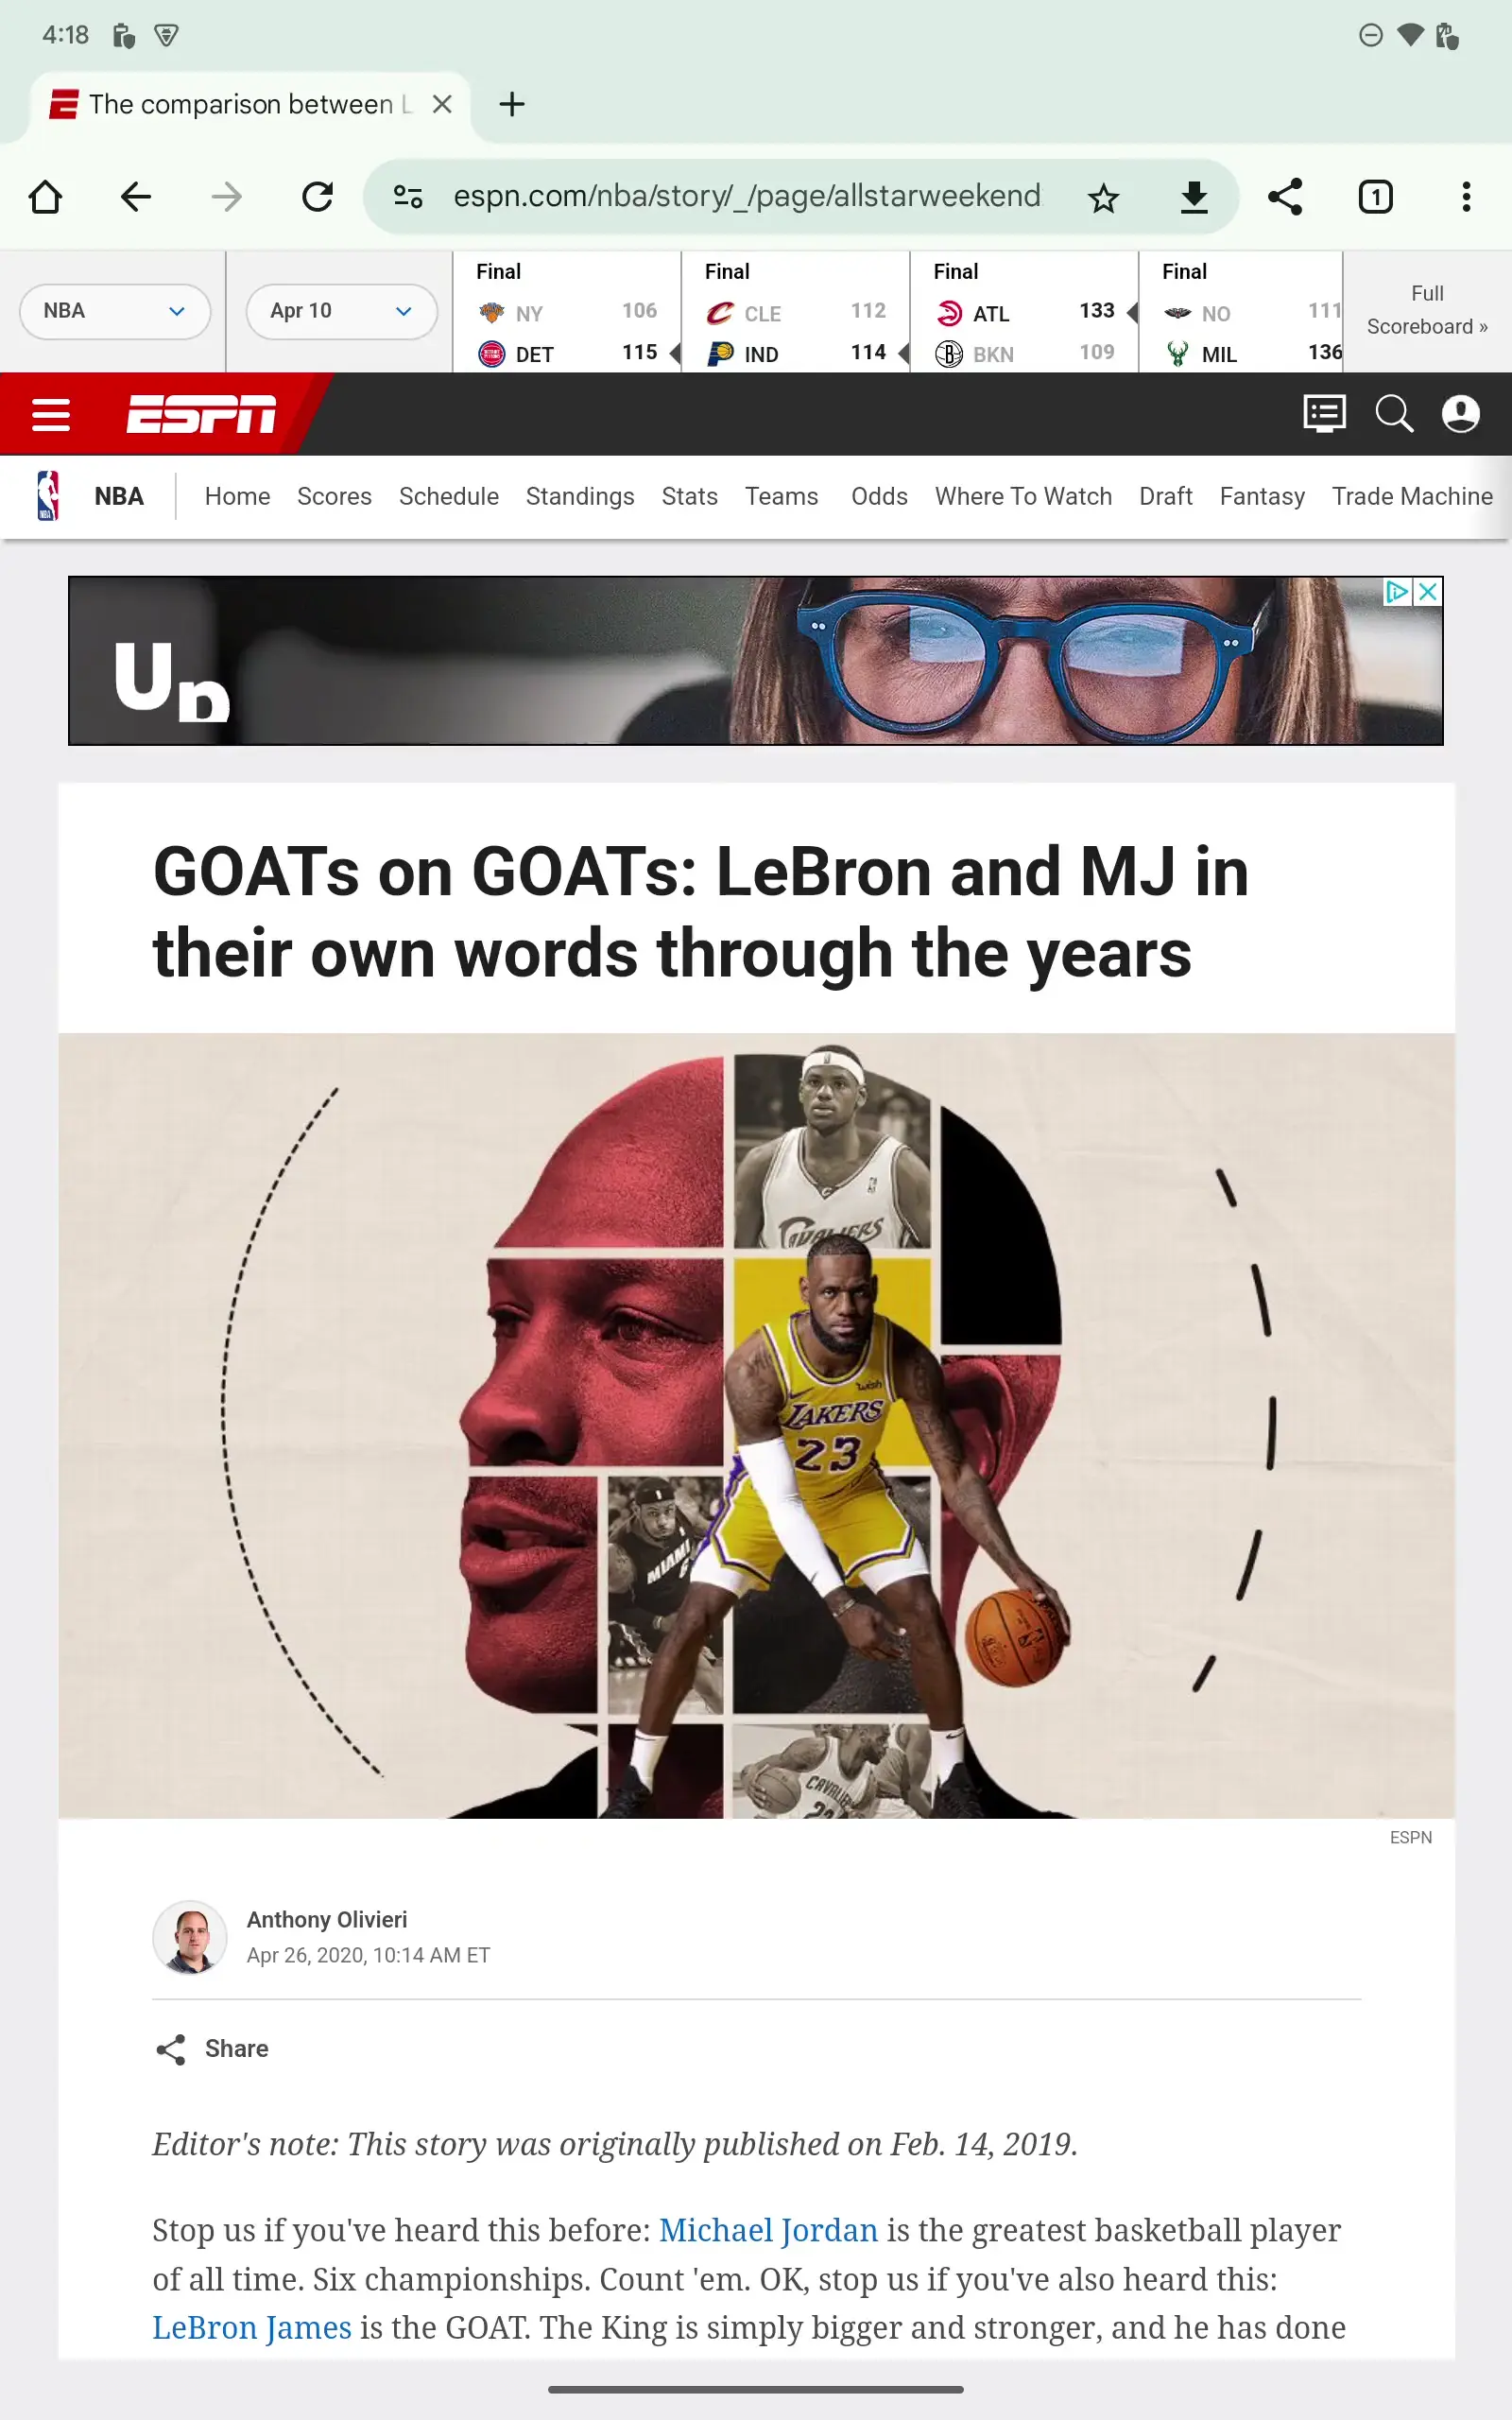 4:18
The comparison between L
espn.com/nba/story/_/page/allstarweekend
1
NBA
Apr 10
Final
NY 106
DET 115
Final
CLE 112
IND 114
Final
ATL 133
BKN 109
Final
NO 111
MIL 136
Full
Scoreboard »
ESPN
NBA Home Scores Schedule Standings Stats Teams Odds Where To Watch Draft Fantasy Trade Machine
Up
GOATs on GOATs: LeBron and MJ in
their own words through the years
CAVALIERS
wish
LAKERS
23
MIAMI
6
CAVALIE
23
ESPN
Anthony Olivieri
Apr 26, 2020, 10:14 AM ET
Share
Editor's note: This story was originally published on Feb. 14, 2019.
Stop us if you've heard this before: Michael Jordan is the greatest basketball player
of all time. Six championships. Count 'em. OK, stop us if you've also heard this:
LeBron James is the GOAT. The King is simply bigger and stronger, and he has done